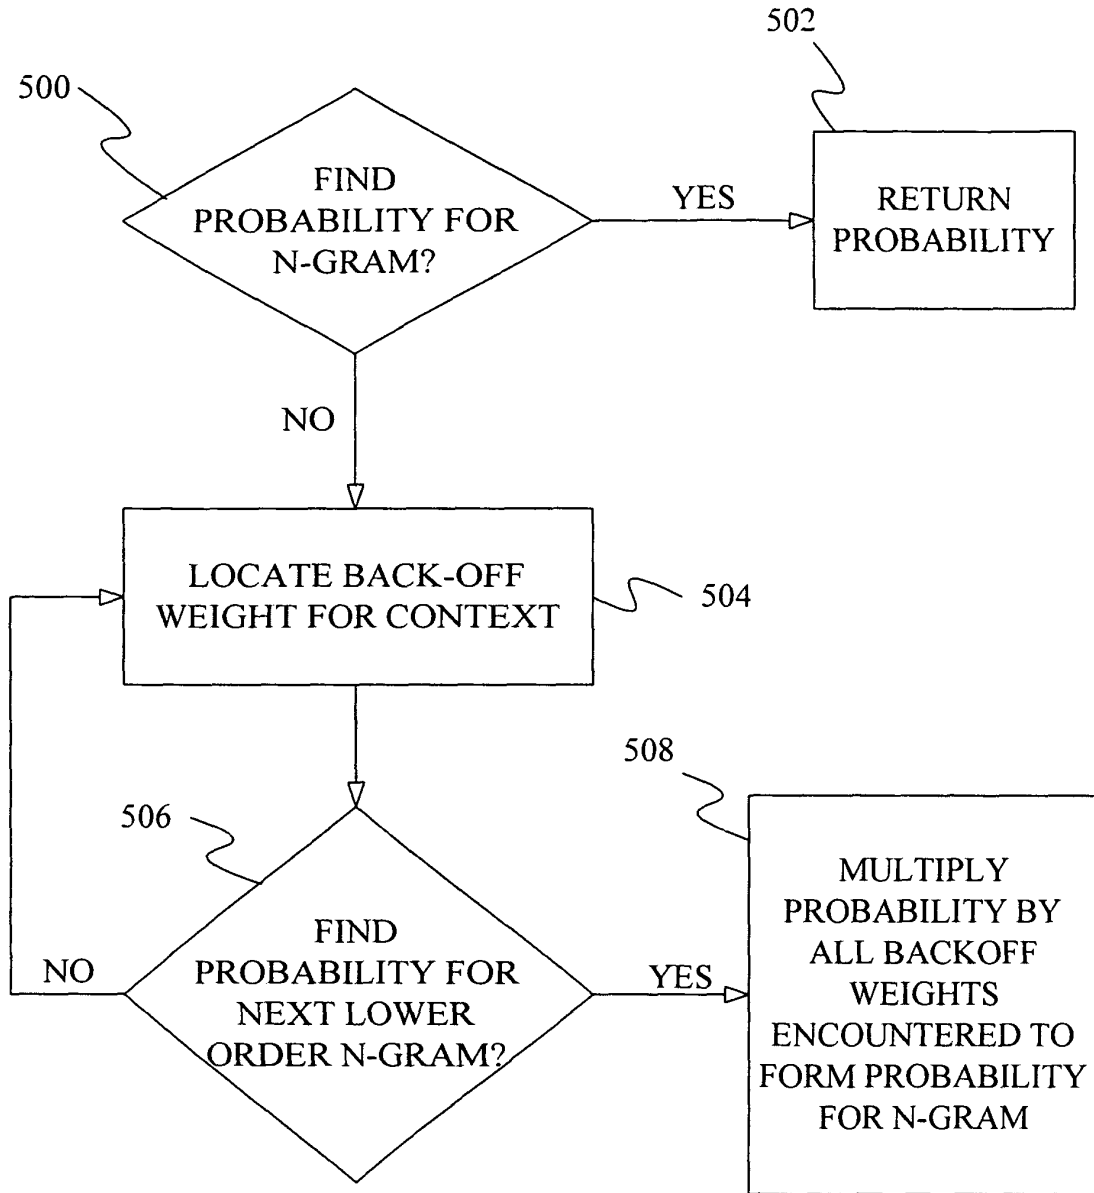 502
500
FIND
PROBABILITY FOR
N-GRAM?
YES
RETURN
PROBABILITY
NO
LOCATE BACK-OFF
WEIGHT FOR CONTEXT
504
508
506
FIND
PROBABILITY FOR
NEXT LOWER
ORDER N-GRAM?
NO
YES
MULTIPLY
PROBABILITY BY
ALL BACKOFF
WEIGHTS
ENCOUNTERED TO
FORM PROBABILITY
FOR N-GRAM